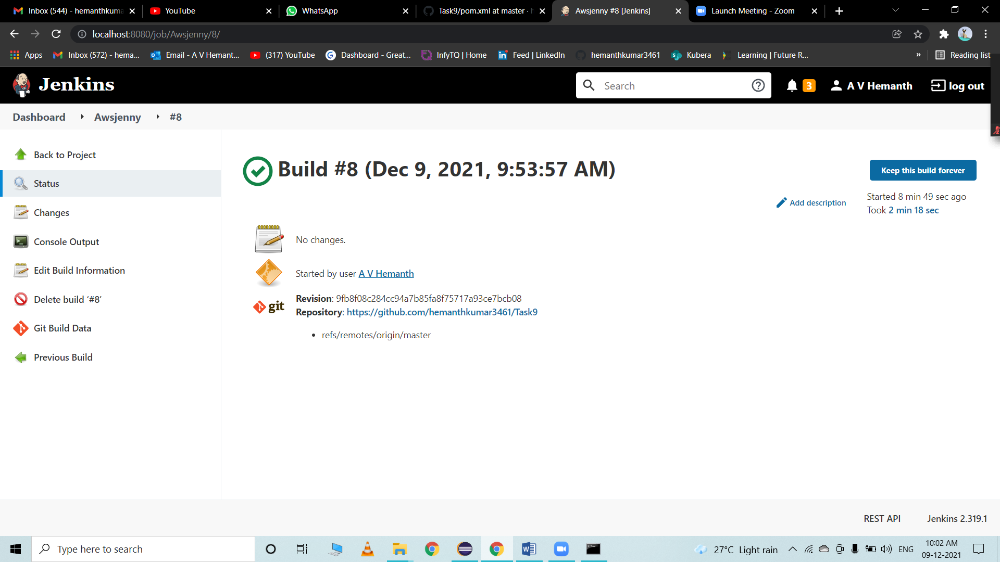 Inbox (544) - hemanthkuma
YouTube
WhatsApp
Task9/pom.xml at master · h
Awsjenny #8 [Jenkins]
Launch Meeting - Zoom
localhost:8080/job/Awsjenny/8/
Apps
Inbox (572) - hema...
Email - A V Hemant...
(317) YouTube
Dashboard - Great...
InfyTQ | Home
Feed | LinkedIn
hemanthkumar3461
Kubera
Learning | Future R...
»
Reading list
Jenkins
Search
3
A V Hemanth
log out
Dashboard
Awsjenny
#8
Back to Project
Status
Changes
Console Output
Edit Build Information
Delete build ‘#8’
Git Build Data
Previous Build
Build #8 (Dec 9, 2021, 9:53:57 AM)
Keep this build forever
Add description
Started 8 min 49 sec ago
Took 2 min 18 sec
No changes.
Started by user A V Hemanth
git
Revision: 9fb8f08c284cc94a7b85fa8f75717a93ce7bcb08
Repository: https://github.com/hemanthkumar3461/Task9
• refs/remotes/origin/master
REST API
Jenkins 2.319.1
Type here to search
27°C Light rain
ENG
10:02 AM
09-12-2021